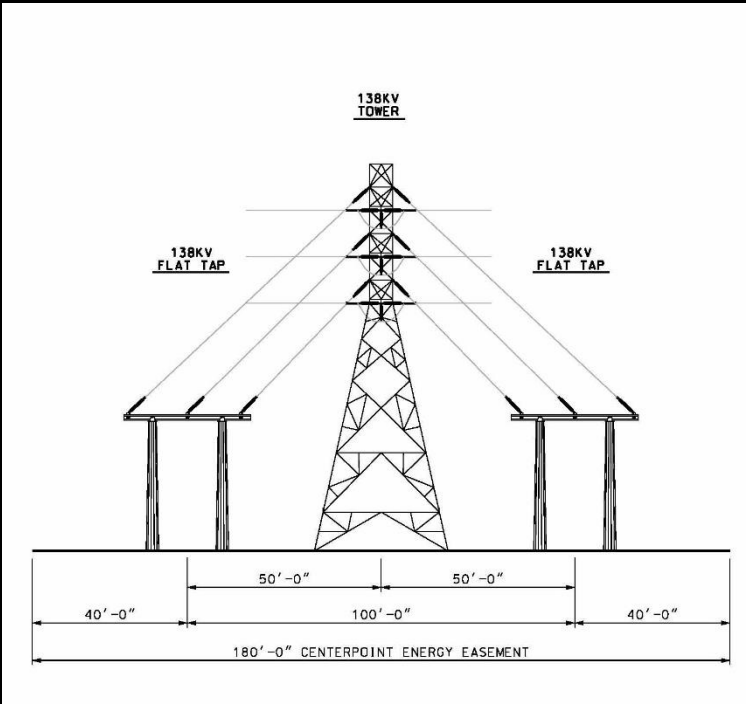 138KV
TOWER
138KV
FLAT TAP
138KV
FLAT TAP
50'-0"
50'-0"
40'-0"
100'-0"
40'-0"
180'-0" CENTERPOINT ENERGY EASEMENT